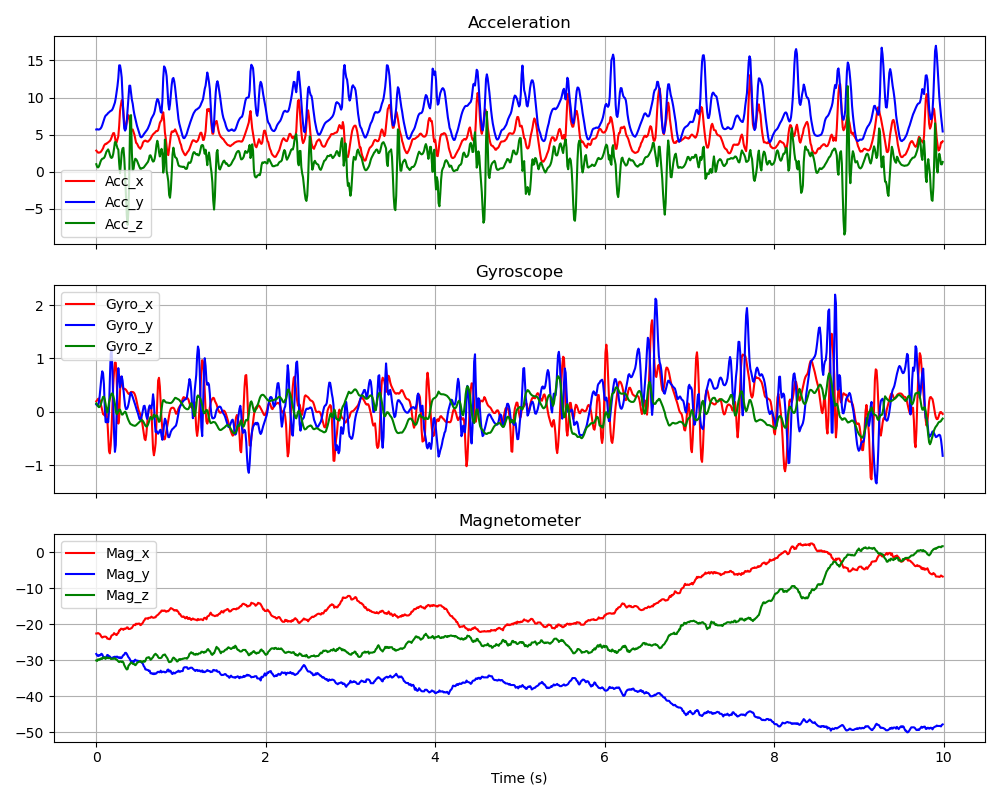 Acceleration
15
10
5
0
−5
Acc_x
Acc_y
Acc_z
Gyroscope
2
1
0
−1
Gyro_x
Gyro_y
Gyro_z
Magnetometer
0
−10
−20
−30
−40
−50
Mag_x
Mag_y
Mag_z
0 2 4 6 8 10
Time (s)